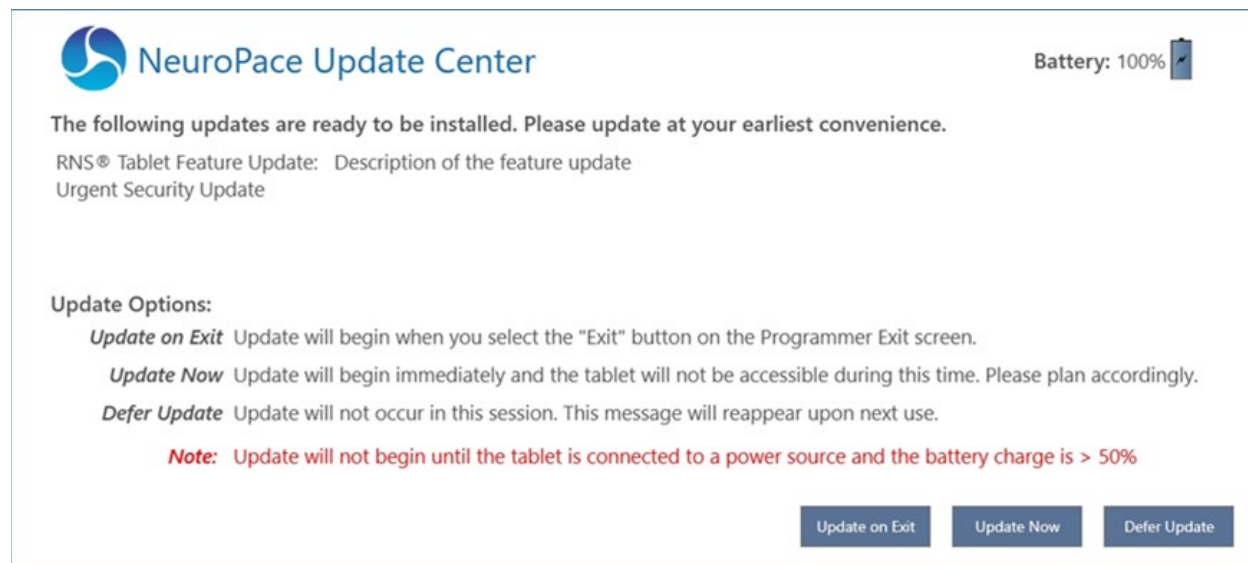 NeuroPace Update Center
Battery: 100%
The following updates are ready to be installed. Please update at your earliest convenience.
RNS® Tablet Feature Update: Description of the feature update
Urgent Security Update
Update Options:
Update on Exit Update will begin when you select the "Exit" button on the Programmer Exit screen.
Update Now Update will begin immediately and the tablet will not be accessible during this time. Please plan accordingly.
Defer Update Update will not occur in this session. This message will reappear upon next use.
Note: Update will not begin until the tablet is connected to a power source and the battery charge is > 50%
Update on Exit
Update Now
Defer Update